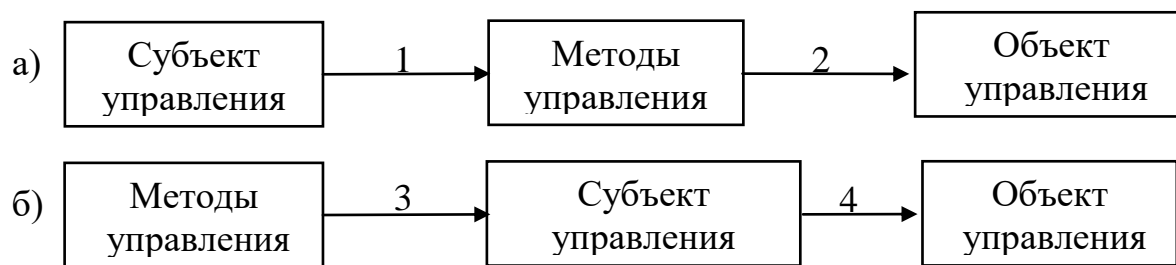 а)
Субъект
управления
1
Методы
управления
2
Объект
управления
б)
Методы
управления
3
Субъект
управления
4
Объект
управления